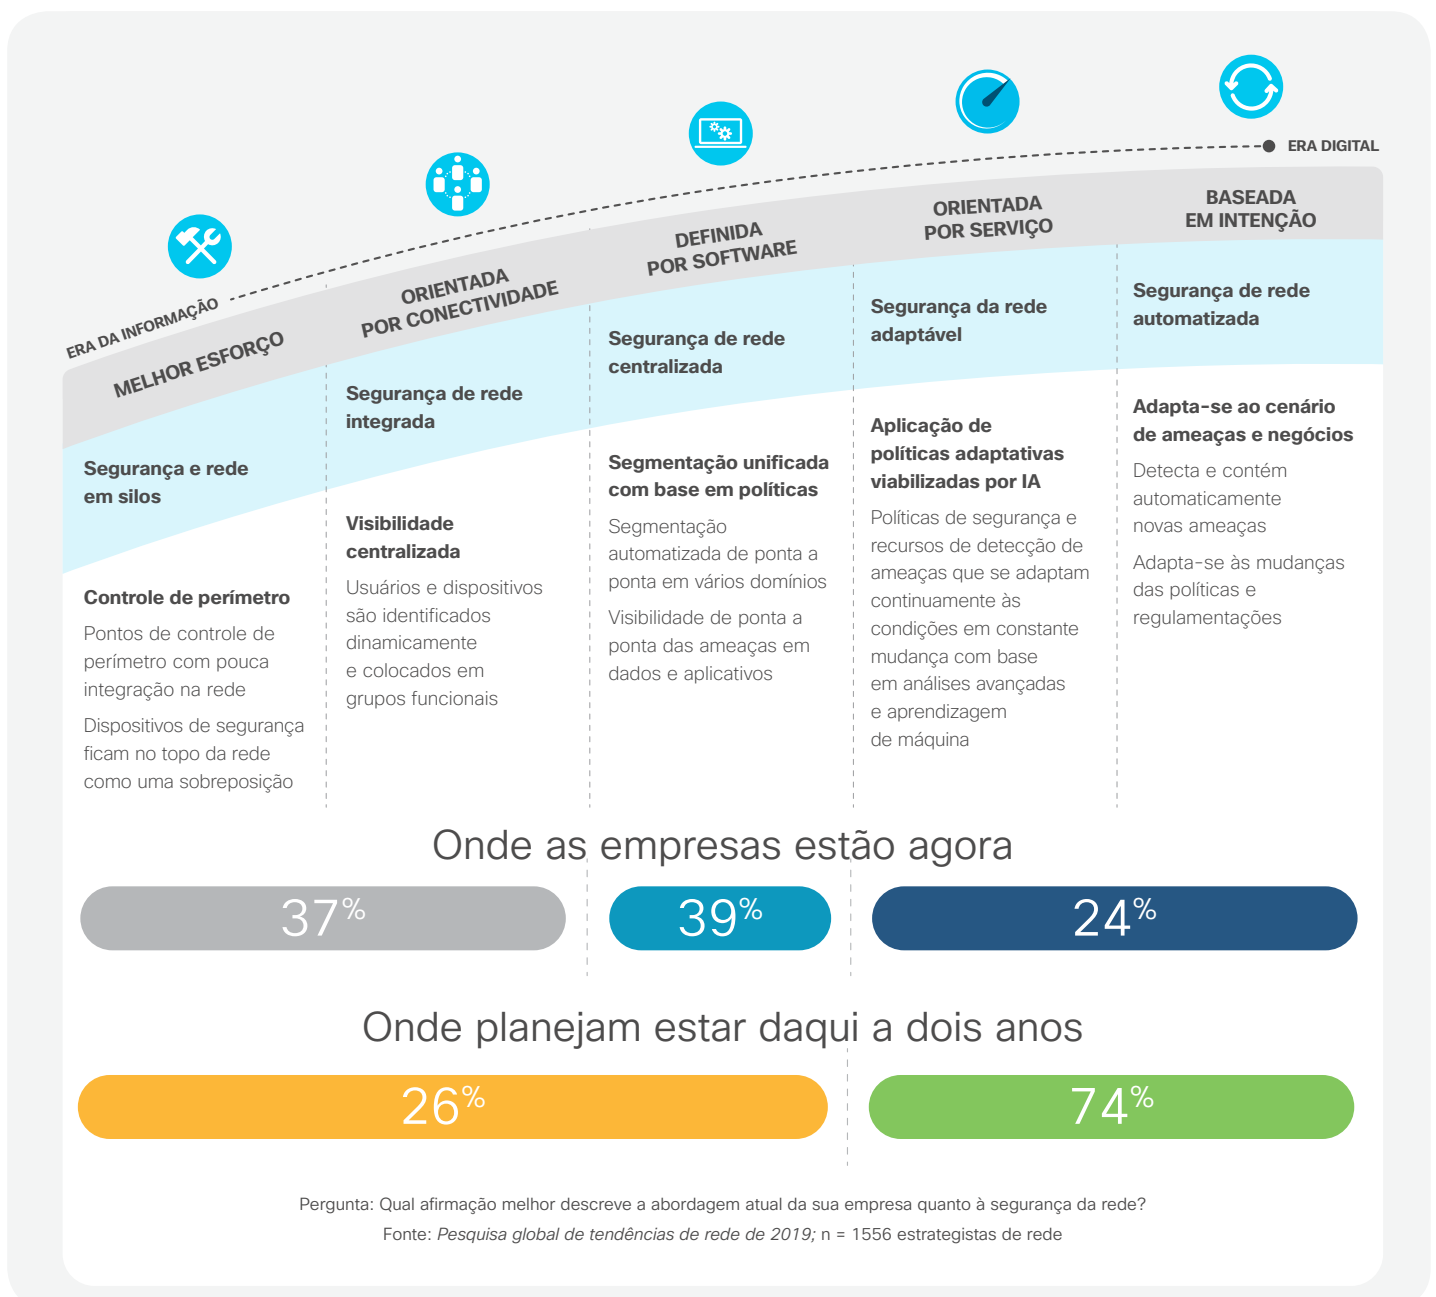 ERA DA INFORMAÇÃO
ERA DIGITAL
MELHOR ESFORÇO
Segurança e rede
em silos
Controle de perímetro
Pontos de controle de
perímetro com pouca
integração na rede
Dispositivos de segurança
ficam no topo da rede
como uma sobreposição
ORIENTADA
POR CONECTIVIDADE
Segurança de rede
integrada
Visibilidade
centralizada
Usuários e dispositivos
são identificados
dinamicamente
e colocados em
grupos funcionais
DEFINIDA
POR SOFTWARE
Segurança de rede
centralizada
Segmentação unificada
com base em políticas
Segmentação
automatizada de ponta a
ponta em vários domínios
Visibilidade de ponta a
ponta das ameaças em
dados e aplicativos
ORIENTADA
POR SERVIÇO
Segurança da rede
adaptável
Aplicação de
políticas adaptativas
viabilizadas por IA
Políticas de segurança e
recursos de detecção de
ameaças que se adaptam
continuamente às
condições em constante
mudança com base
em análises avançadas
e aprendizagem
de máquina
BASEADA
EM INTENÇÃO
Segurança de rede
automatizada
Adapta-se ao cenário
de ameaças e negócios
Detecta e contém
automaticamente
novas ameaças
Adapta-se às mudanças
das políticas e
regulamentações
Onde as empresas estão agora
37%
39%
24%
Onde planejam estar daqui a dois anos
26%
74%
Pergunta: Qual afirmação melhor descreve a abordagem atual da sua empresa quanto à segurança da rede?
Fonte: Pesquisa global de tendências de rede de 2019; n = 1556 estrategistas de rede